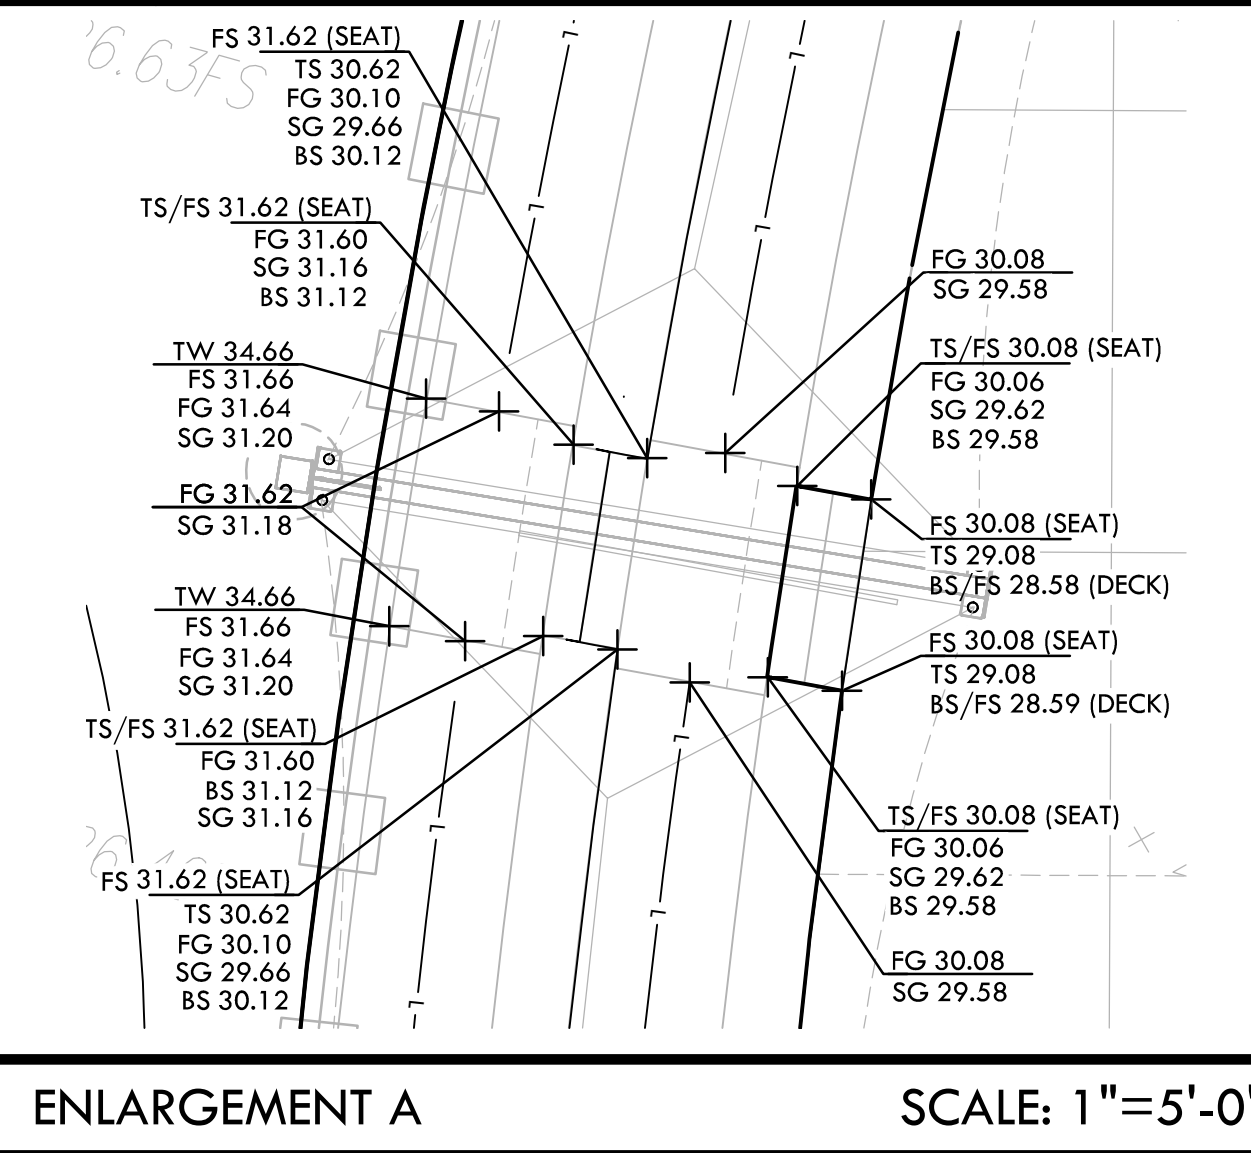 6.63FS
FS 31.62 (SEAT)
TS 30.62
FG 30.10
SG 29.66
BS 30.12
TS/FS 31.62 (SEAT)
FG 31.60
SG 31.16
BS 31.12
TW 34.66
FS 31.66
FG 31.64
SG 31.20
FG 31.62
SG 31.18
TW 34.66
FS 31.66
FG 31.64
SG 31.20
TS/FS 31.62 (SEAT)
FG 31.60
BS 31.12
SG 31.16
FS 31.62 (SEAT)
TS 30.62
FG 30.10
SG 29.66
BS 30.12
FG 30.08
SG 29.58
TS/FS 30.08 (SEAT)
FG 30.06
SG 29.62
BS 29.58
FS 30.08 (SEAT)
TS 29.08
BS/FS 28.58 (DECK)
FS 30.08 (SEAT)
TS 29.08
BS/FS 28.59 (DECK)
TS/FS 30.08 (SEAT)
FG 30.06
SG 29.62
BS 29.58
FG 30.08
SG 29.58
L
L
L
L
L
L
L
L
ENLARGEMENT A
SCALE: 1"=5'-0"